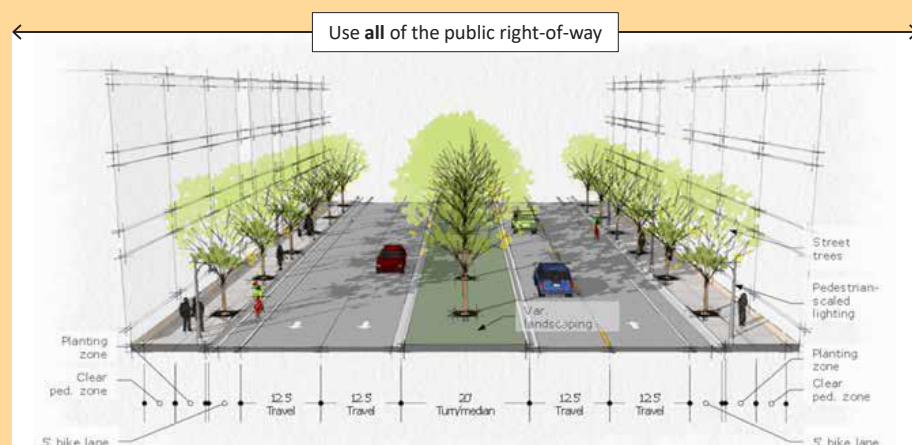 Use all of the public right-of-way
Street
trees
Pedestrian-
scaled
lighting
Var.
landscaping
Planting
zone
Clear
ped. zone
5' bike lane
12.5
Travel
12.5
Travel
20'
Turn/median
12.5
Travel
12.5
Travel
Planting
zone
Clear
ped. zone
5' bike lane